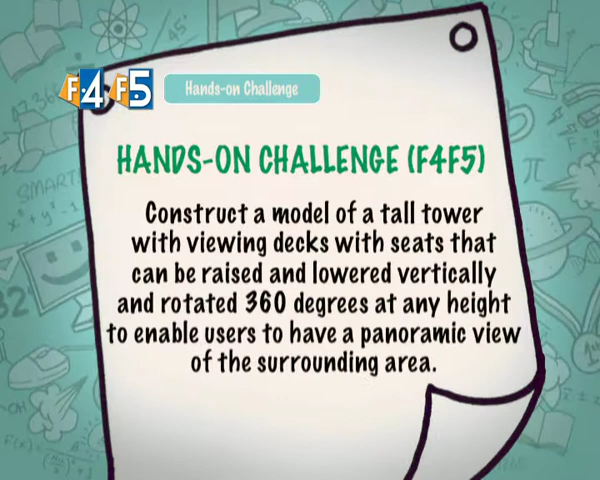 F4 F5 Hands-on Challenge
HANDS-ON CHALLENGE (F4F5)
Construct a model of a tall tower
with viewing decks with seats that
can be raised and lowered vertically
and rotated 360 degrees at any height
to enable users to have a panoramic view
of the surrounding area.